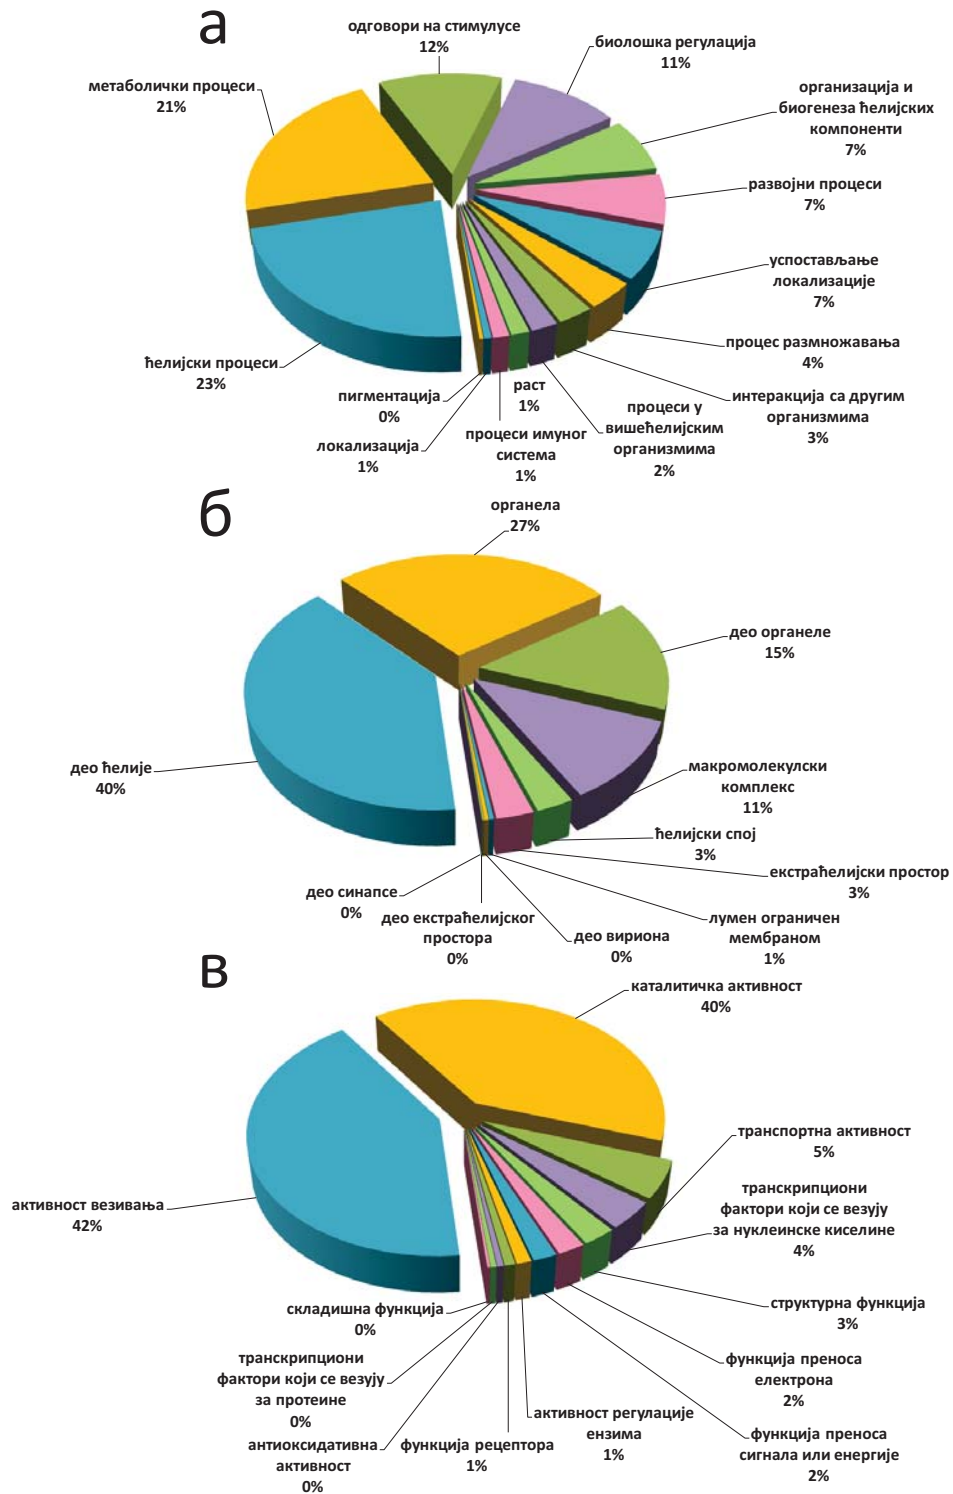 а
одговори на стимулусе
12%
биолошка регулација
11%
метаболички процеси
21%
организација и
биогенеза ћелијских
компоненти
7%
развојни процеси
7%
успостављање
локализације
7%
процес размножавања
4%
интеракција са другим
организмима
3%
процеси у
вишећелијским
организмима
2%
раст
1%
процеси имуног
система
1%
локализација
1%
пигментација
0%
ћелијски процеси
23%
б
органела
27%
део органеле
15%
макромолекулски
комплекс
11%
ћелијски спој
3%
екстраћелијски простор
3%
лумен ограничен
мембраном
1%
део вириона
0%
део екстраћелијског
простора
0%
део синапсе
0%
део ћелије
40%
в
каталитичка активност
40%
транспортна активност
5%
транскрипциони
фактори који се везују
за нуклеинске киселине
4%
структурна функција
3%
функција преноса
електрона
2%
функција преноса
сигнала или енергије
2%
активност регулације
ензима
1%
функција рецептора
1%
антиоксидативна
активност
0%
транскрипциони
фактори који се везују
за протеине
0%
складишна функција
0%
активност везивања
42%